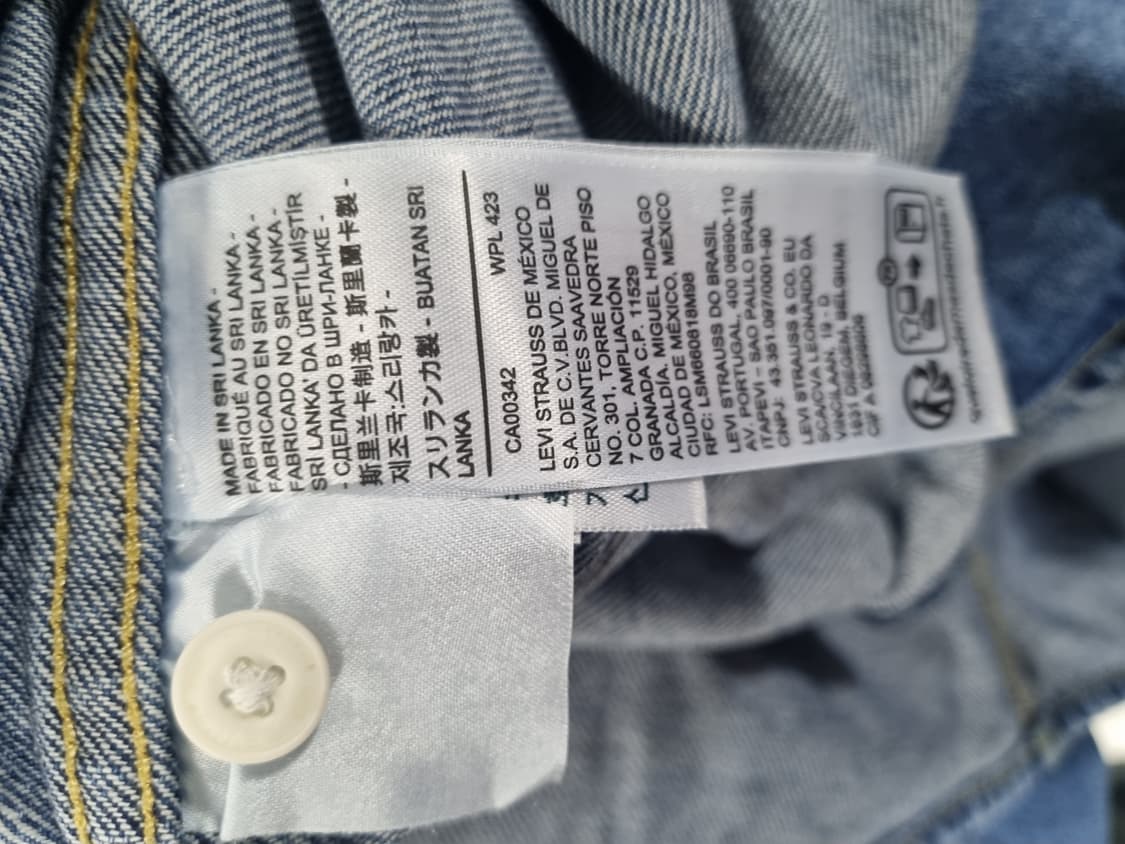 MADE IN SRI LANKA -
FABRIQUÉ AU SRI LANKA -
FABRICADO EN SRI LANKA -
FABRICADO NO SRI LANKA -
SRI LANKA' DA ÜRETİLMİŞTİR
- СДЕЛАНО В ШРИ-ЛАНКЕ -
斯里兰卡制造 - 斯里蘭卡製 -
제조국:스리랑카 -
スリランカ製 - BUATAN SRI
LANKA
CA00342 WPL 423
LEVI STRAUSS DE MÉXICO
S.A. DE C.V.BLVD. MIGUEL DE
CERVANTES SAAVEDRA
NO. 301, TORRE NORTE PISO
7 COL. AMPLIACIÓN
GRANADA C.P. 11529
ALCALDÍA. MIGUEL HIDALGO
CIUDAD DE MÉXICO, MÉXICO
RFC: LSM660618M98
LEVI STRAUSS DO BRASIL
AV. PORTUGAL, 400 06690-110
ITAPEVI – SAO PAULO BRASIL
CNPJ: 43.351.097/0001-90
LEVI STRAUSS & CO. EU
SCACVA LEONARDO DA
VINCILAAN, 19 - D
1831 DIEGEM, BELGIUM
FR